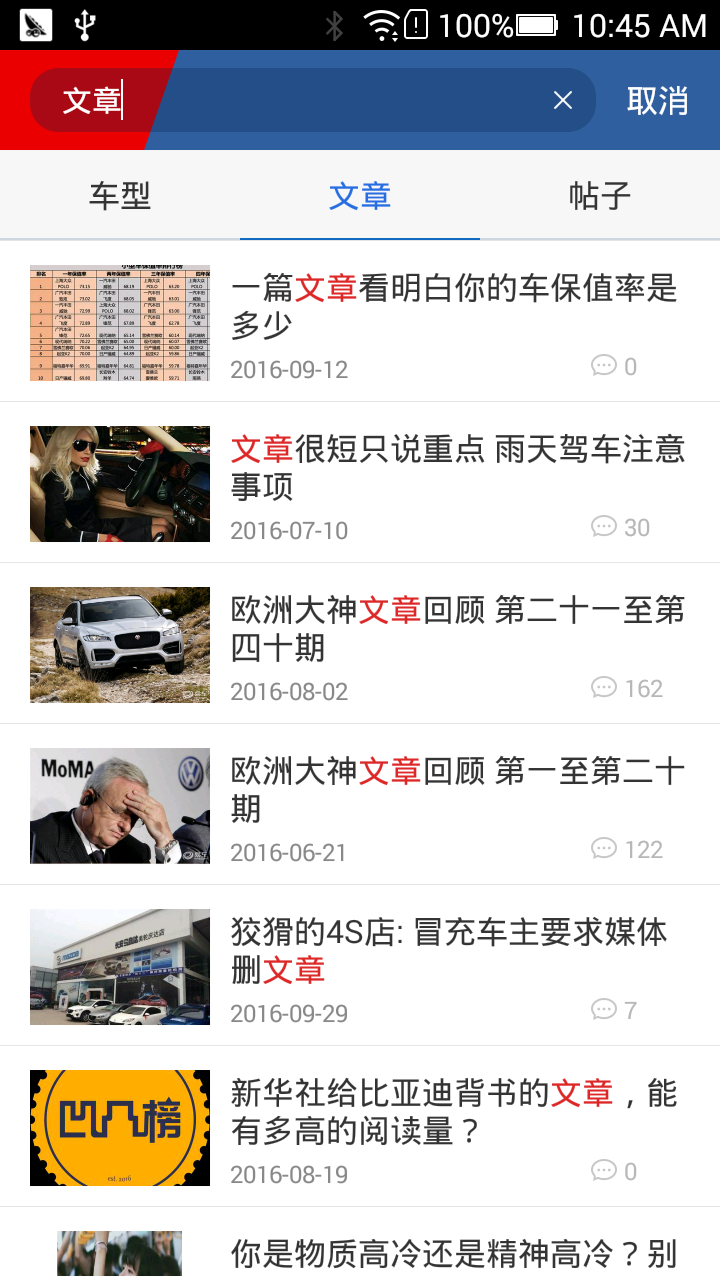 100% 10:45 AM
文章 取消
车型 文章 帖子
一篇文章看明白你的车保值率是
多少
2016-09-12 0
文章很短只说重点 雨天驾车注意
事项
2016-07-10 30
欧洲大神文章回顾 第二十一至第
四十期
2016-08-02 162
MoMA
欧洲大神文章回顾 第一至第二十
期
2016-06-21 122
狡猾的4S店: 冒充车主要求媒体
删文章
2016-09-29 7
凹凸榜
est. 2016
新华社给比亚迪背书的文章，能
有多高的阅读量？
2016-08-19 0
你是物质高冷还是精神高冷？别